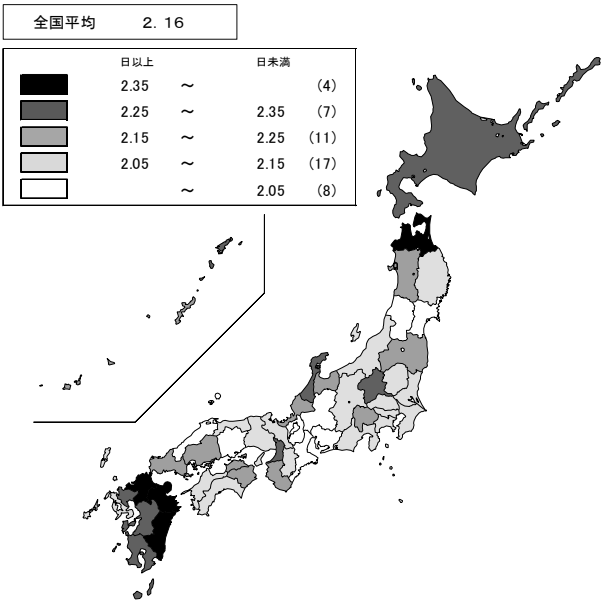 全国平均 2.16
日以上 日未満
2.35 ～ (4)
2.25 ～ 2.35 (7)
2.15 ～ 2.25 (11)
2.05 ～ 2.15 (17)
～ 2.05 (8)